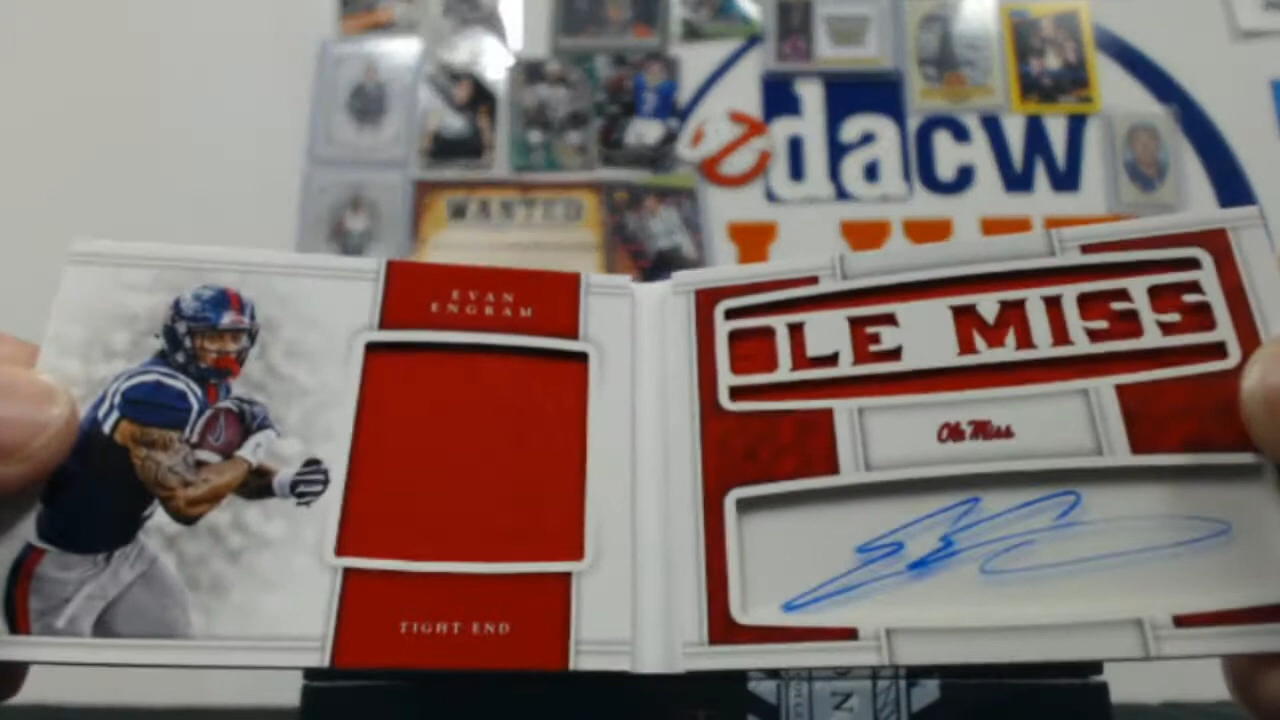 dacw
WANTED
EVAN
ENGRAM
OLE MISS
Ole Miss
TIGHT END